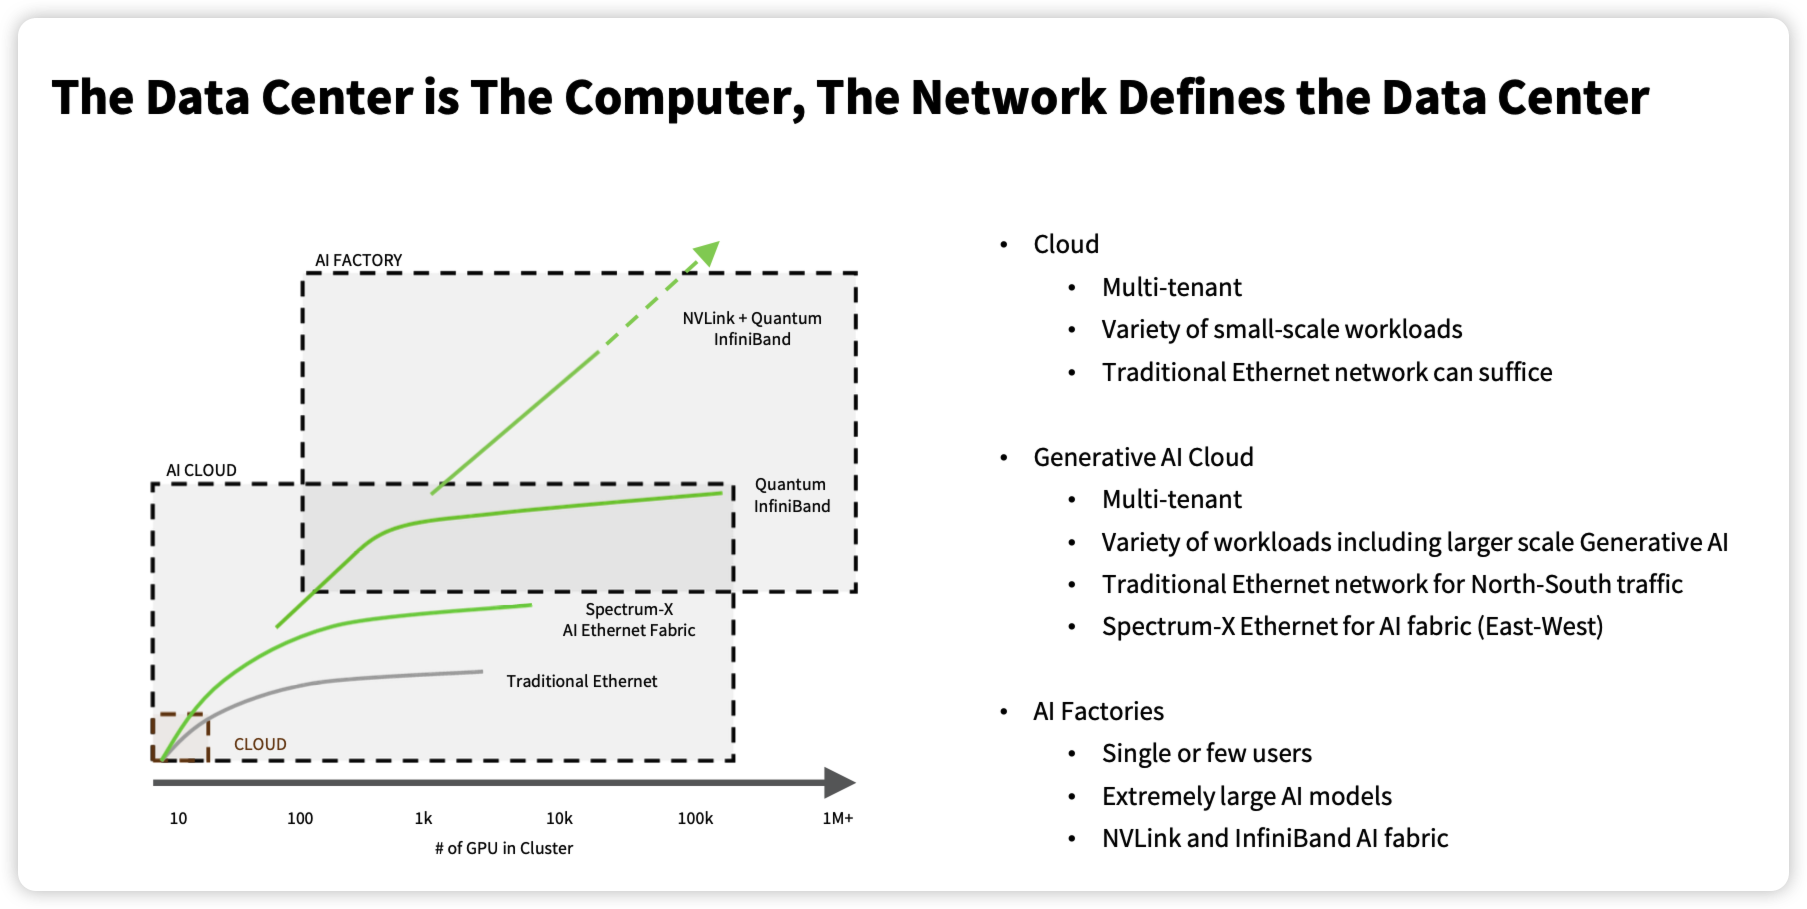 The Data Center is The Computer, The Network Defines the Data Center
AI FACTORY
NVLink + Quantum
InfiniBand
AI CLOUD
Quantum
InfiniBand
Spectrum-X
AI Ethernet Fabric
Traditional Ethernet
CLOUD
10 100 1k 10k 100k 1M+
# of GPU in Cluster
• Cloud
• Multi-tenant
• Variety of small-scale workloads
• Traditional Ethernet network can suffice
• Generative AI Cloud
• Multi-tenant
• Variety of workloads including larger scale Generative AI
• Traditional Ethernet network for North-South traffic
• Spectrum-X Ethernet for AI fabric (East-West)
• AI Factories
• Single or few users
• Extremely large AI models
• NVLink and InfiniBand AI fabric